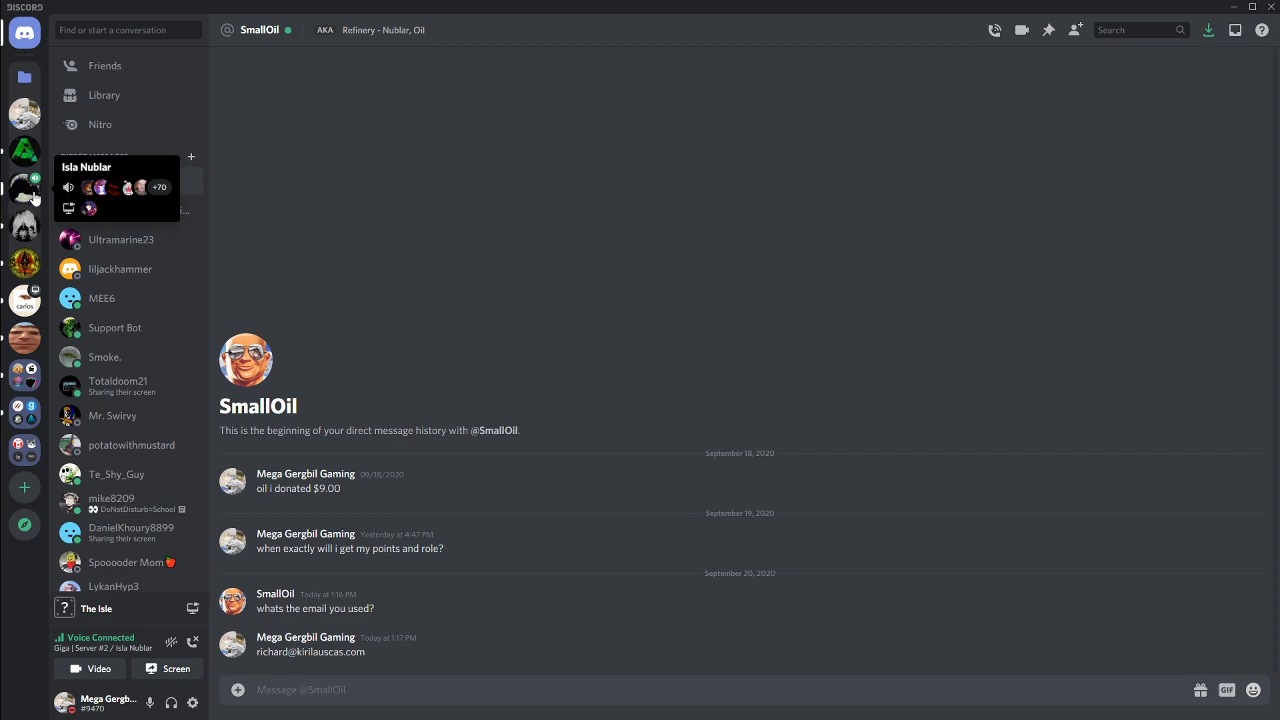 DISCORD
Find or start a conversation
SmallOil
AKA
Refinery - Nublar, Oil
Search
Friends
Library
Nitro
DIRECT MESSAGES
Isla Nublar
+70
Ultramarine23
liljackhammer
MEE6
carlos
Support Bot
Smoke.
Totaldoom21
Sharing their screen
Mr. Swirvy
potatowithmustard
Te_Shy_Guy
mike8209
DoNotDisturb=School
DanielKhoury8899
Sharing their screen
Spooooder Mom
LykanHyp3
The Isle
Voice Connected
Giga | Server #2 / Isla Nublar
Video
Screen
Mega Gergb...
#9470
SmallOil
This is the beginning of your direct message history with @SmallOil.
September 18, 2020
Mega Gergbil Gaming 09/18/2020
oil i donated $9.00
September 19, 2020
Mega Gergbil Gaming Yesterday at 4:47 PM
when exactly will i get my points and role?
September 20, 2020
SmallOil Today at 1:16 PM
whats the email you used?
Mega Gergbil Gaming Today at 1:17 PM
richard@kirilauscas.com
Message @SmallOil
GIF